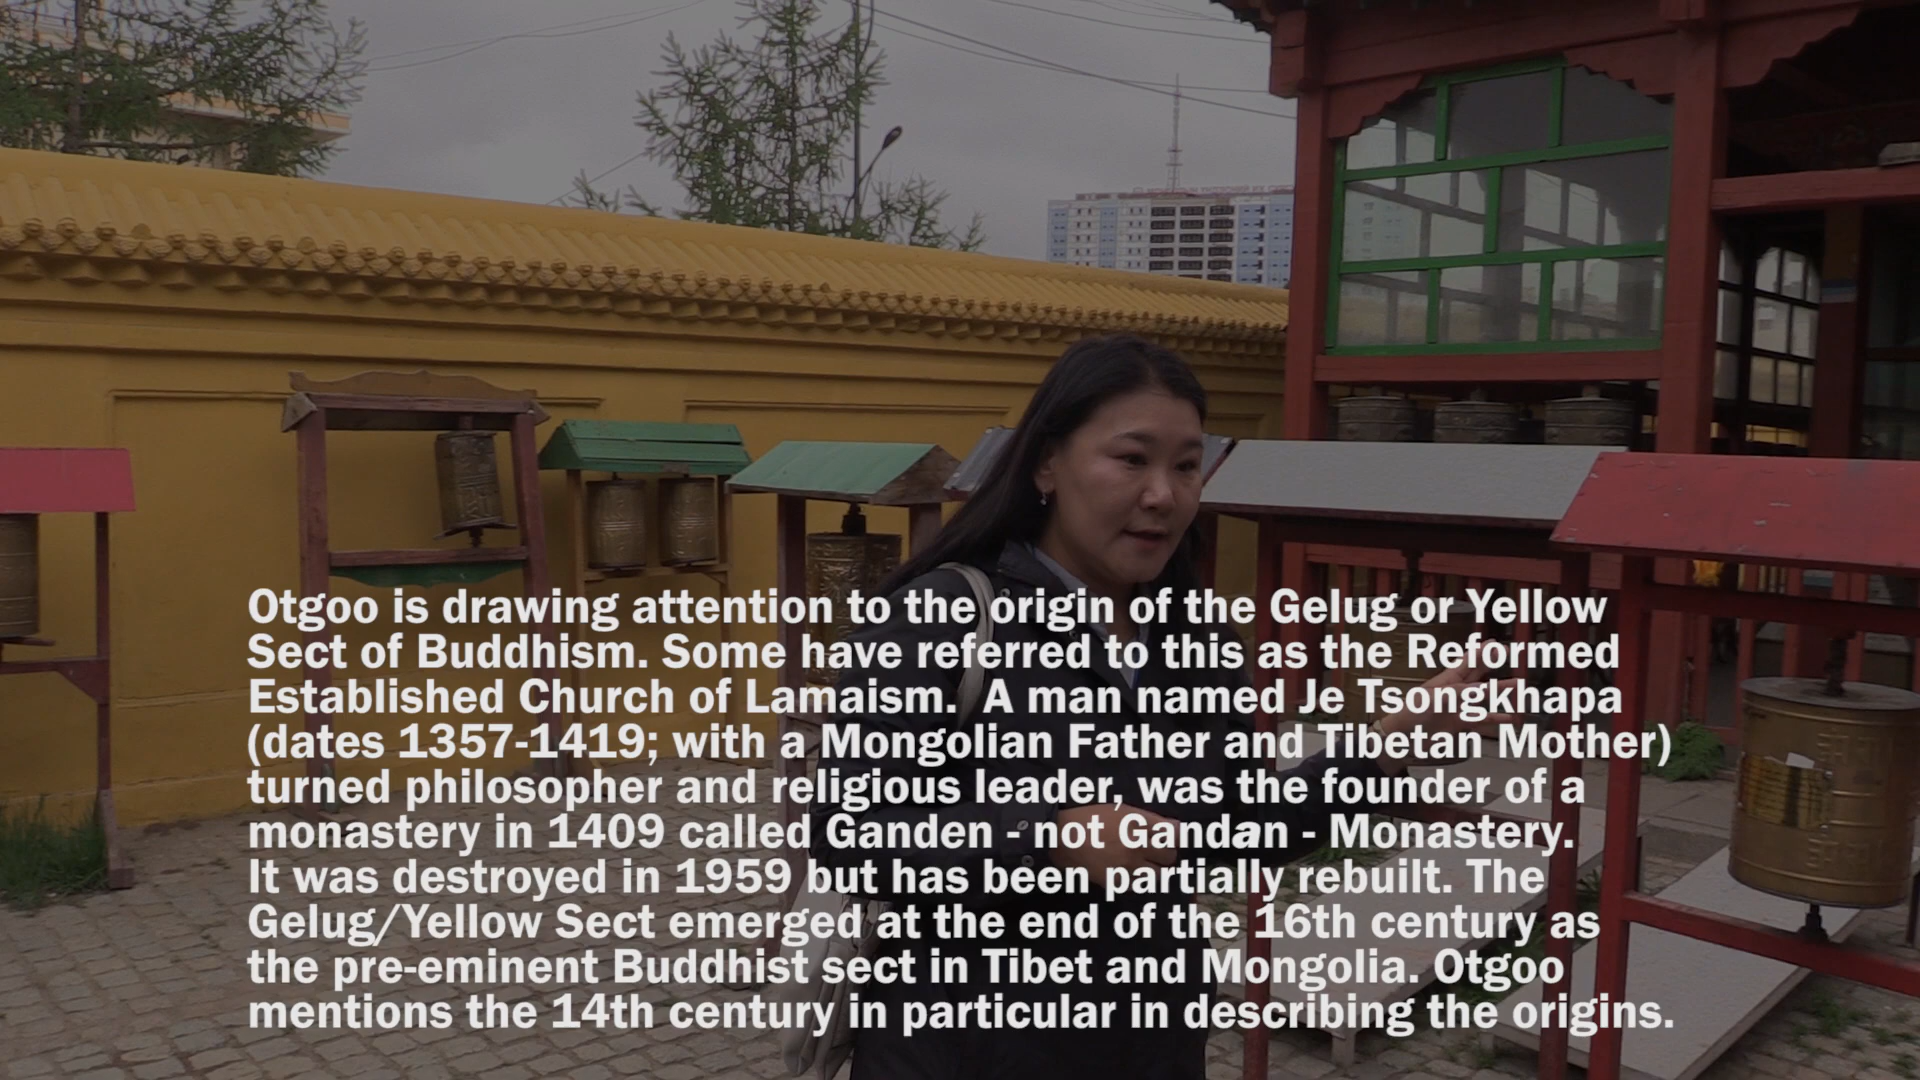 Otgoo is drawing attention to the origin of the Gelug or Yellow
Sect of Buddhism. Some have referred to this as the Reformed
Established Church of Lamaism.  A man named Je Tsongkhapa
(dates 1357-1419; with a Mongolian Father and Tibetan Mother)
turned philosopher and religious leader, was the founder of a
monastery in 1409 called Ganden - not Gandan - Monastery.
It was destroyed in 1959 but has been partially rebuilt. The
Gelug/Yellow Sect emerged at the end of the 16th century as
the pre-eminent Buddhist sect in Tibet and Mongolia. Otgoo
mentions the 14th century in particular in describing the origins.